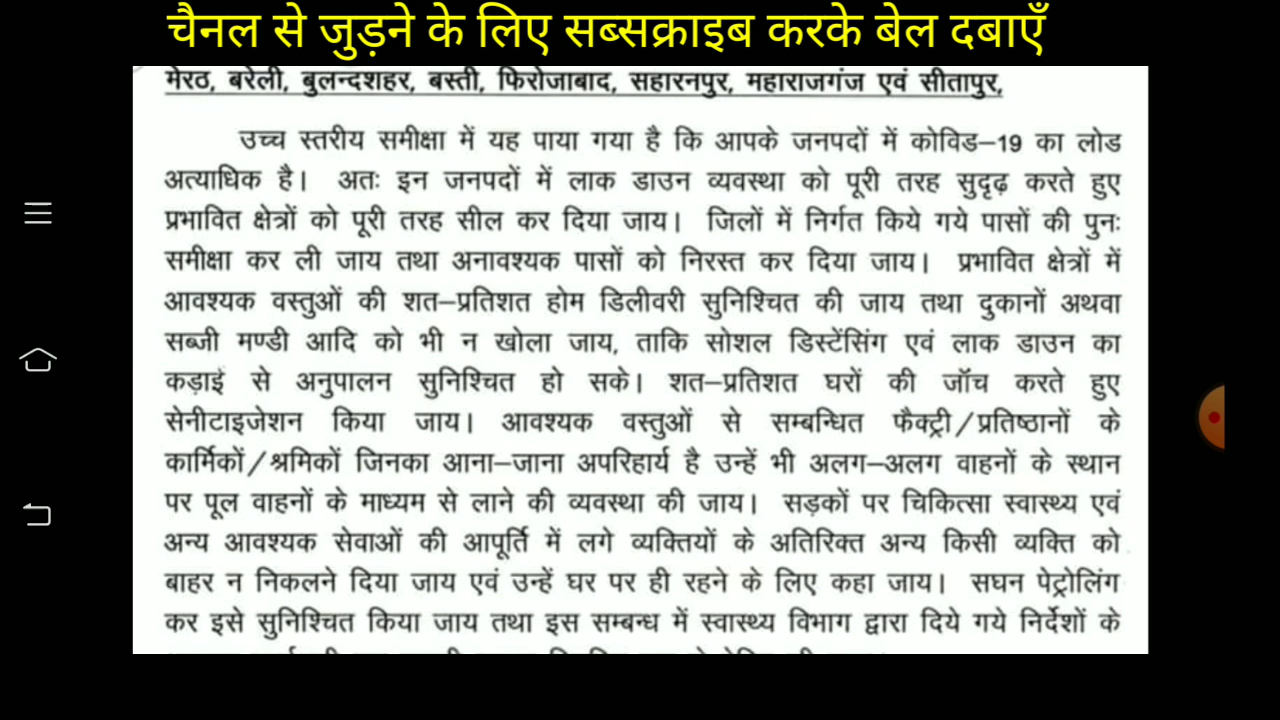 चैनल से जुड़ने के लिए सब्सक्राइब करके बेल दबाएँ
मेरठ, बरेली, बुलन्दशहर, बस्ती, फिरोजाबाद, सहारनपुर, महाराजगंज एवं सीतापुर,
उच्च स्तरीय समीक्षा में यह पाया गया है कि आपके जनपदों में कोविड–19 का लोड
अत्याधिक है। अतः इन जनपदों में लाक डाउन व्यवस्था को पूरी तरह सुदृढ़ करते हुए
प्रभावित क्षेत्रों को पूरी तरह सील कर दिया जाय। जिलों में निर्गत किये गये पासों की पुनः
समीक्षा कर ली जाय तथा अनावश्यक पासों को निरस्त कर दिया जाय। प्रभावित क्षेत्रों में
आवश्यक वस्तुओं की शत–प्रतिशत होम डिलीवरी सुनिश्चित की जाय तथा दुकानों अथवा
सब्जी मण्डी आदि को भी न खोला जाय, ताकि सोशल डिस्टेंसिंग एवं लाक डाउन का
कड़ाई से अनुपालन सुनिश्चित हो सके। शत–प्रतिशत घरों की जॉच करते हुए
सेनीटाइजेशन किया जाय। आवश्यक वस्तुओं से सम्बन्धित फैक्ट्री/प्रतिष्ठानों के
कार्मिकों/श्रमिकों जिनका आना–जाना अपरिहार्य है उन्हें भी अलग–अलग वाहनों के स्थान
पर पूल वाहनों के माध्यम से लाने की व्यवस्था की जाय। सड़कों पर चिकित्सा स्वास्थ्य एवं
अन्य आवश्यक सेवाओं की आपूर्ति में लगे व्यक्तियों के अतिरिक्त अन्य किसी व्यक्ति को
बाहर न निकलने दिया जाय एवं उन्हें घर पर ही रहने के लिए कहा जाय। सघन पेट्रोलिंग
कर इसे सुनिश्चित किया जाय तथा इस सम्बन्ध में स्वास्थ्य विभाग द्वारा दिये गये निर्देशों के